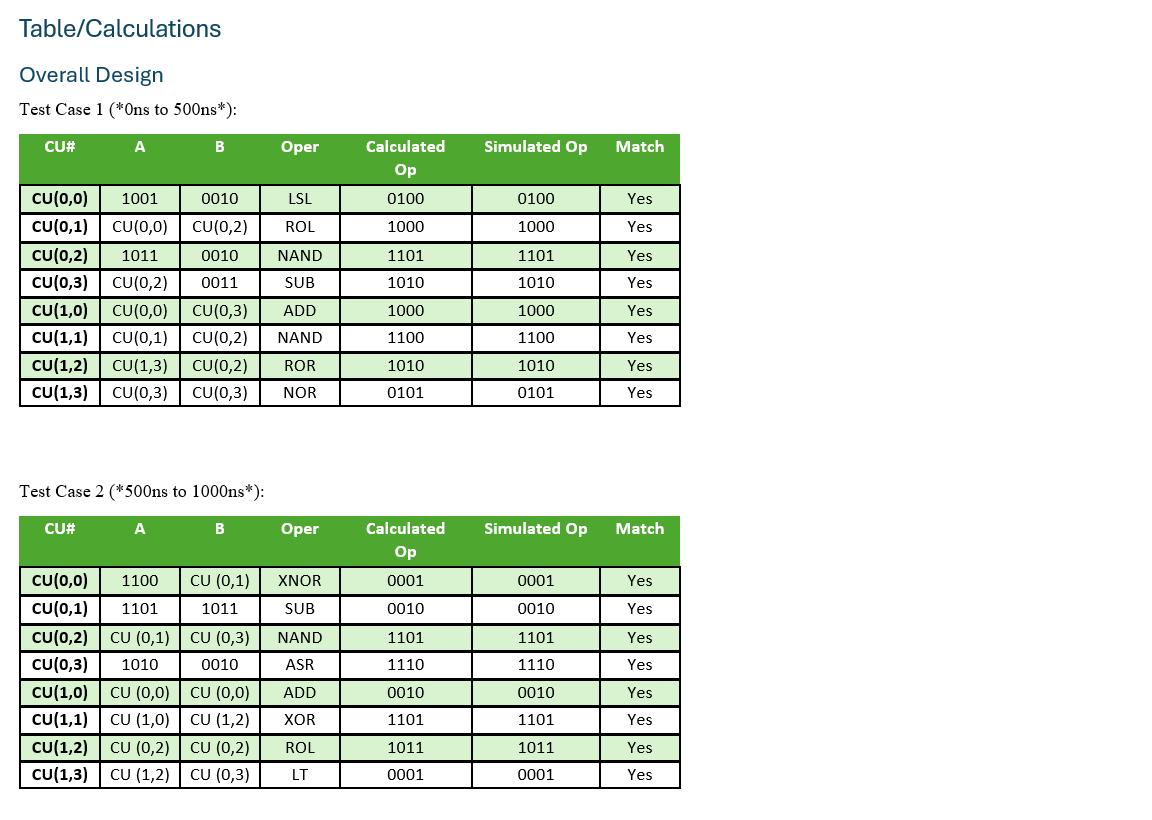 Table/Calculations
Overall Design
Test Case 1 (*0ns to 500ns*):
CU# A B Oper Calculated Op Simulated Op Match
CU(0,0) 1001 0010 LSL 0100 0100 Yes
CU(0,1) CU(0,0) CU(0,2) ROL 1000 1000 Yes
CU(0,2) 1011 0010 NAND 1101 1101 Yes
CU(0,3) CU(0,2) 0011 SUB 1010 1010 Yes
CU(1,0) CU(0,0) CU(0,3) ADD 1000 1000 Yes
CU(1,1) CU(0,1) CU(0,2) NAND 1100 1100 Yes
CU(1,2) CU(1,3) CU(0,2) ROR 1010 1010 Yes
CU(1,3) CU(0,3) CU(0,3) NOR 0101 0101 Yes
Test Case 2 (*500ns to 1000ns*):
CU# A B Oper Calculated Op Simulated Op Match
CU(0,0) 1100 CU (0,1) XNOR 0001 0001 Yes
CU(0,1) 1101 1011 SUB 0010 0010 Yes
CU(0,2) CU (0,1) CU (0,3) NAND 1101 1101 Yes
CU(0,3) 1010 0010 ASR 1110 1110 Yes
CU(1,0) CU (0,0) CU (0,0) ADD 0010 0010 Yes
CU(1,1) CU (1,0) CU (1,2) XOR 1101 1101 Yes
CU(1,2) CU (0,2) CU (0,2) ROL 1011 1011 Yes
CU(1,3) CU (1,2) CU (0,3) LT 0001 0001 Yes